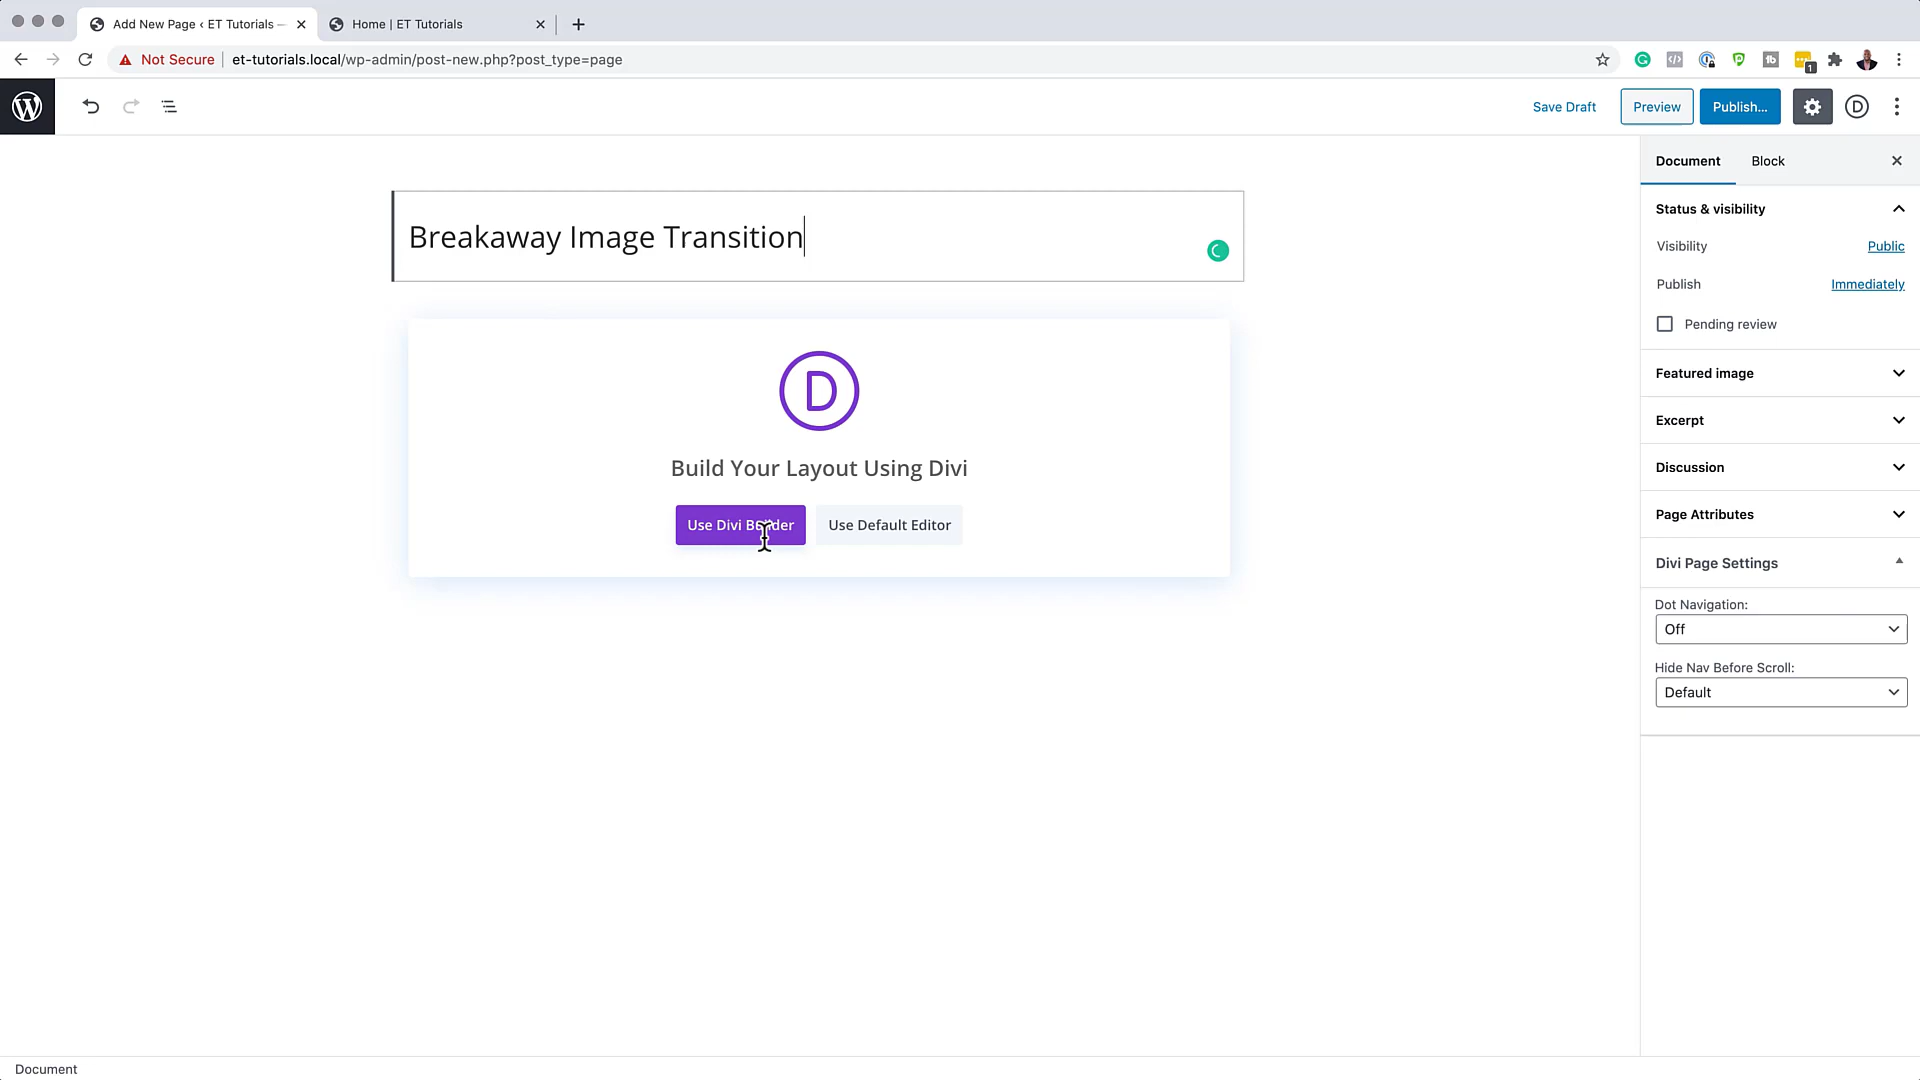 Add New Page ‹ ET Tutorials —
Home | ET Tutorials
Not Secure
et-tutorials.local/wp-admin/post-new.php?post_type=page
1
Save Draft
Preview
Publish...
D
Document
Block
Breakaway Image Transition
Status & visibility
Visibility
Public
Publish
Immediately
Pending review
D
Featured image
Excerpt
Build Your Layout Using Divi
Discussion
Use Divi Builder
Use Default Editor
Page Attributes
Divi Page Settings
Dot Navigation:
Off
Hide Nav Before Scroll:
Default
Document